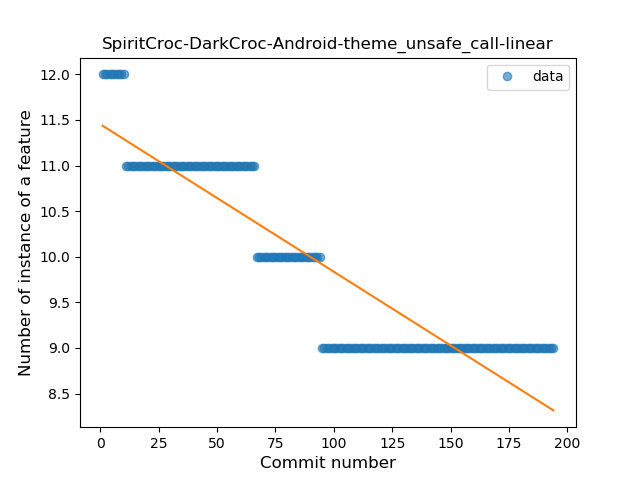 SpiritCroc-DarkCroc-Android-theme_unsafe_call-linear
data
Number of instance of a feature
12.0
11.5
11.0
10.5
10.0
9.5
9.0
8.5
0 25 50 75 100 125 150 175 200
Commit number